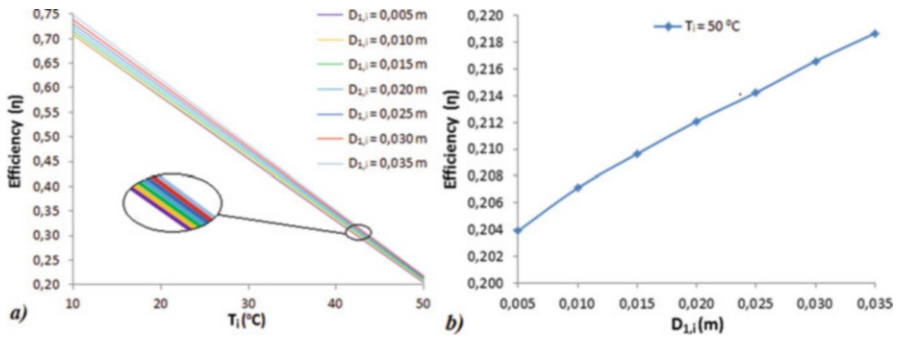 Efficiency (η)
0,75
0,70
0,65
0,60
0,55
0,50
0,45
0,40
0,35
0,30
0,25
0,20
10
20
30
40
50
Ti (°C)
a)
D1,i = 0,005 m
D1,i = 0,010 m
D1,i = 0,015 m
D1,i = 0,020 m
D1,i = 0,025 m
D1,i = 0,030 m
D1,i = 0,035 m
Efficiency (η)
0,220
0,218
0,216
0,214
0,212
0,210
0,208
0,206
0,204
0,202
0,200
0,005
0,010
0,015
0,020
0,025
0,030
0,035
D1,i (m)
b)
Ti = 50 °C